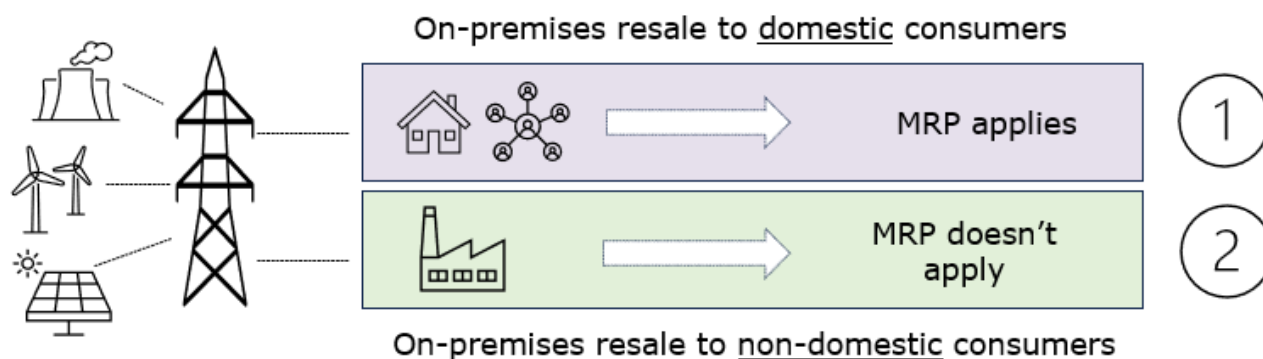 On-premises resale to domestic consumers
MRP applies
1
MRP doesn’t
apply
2
On-premises resale to non-domestic consumers